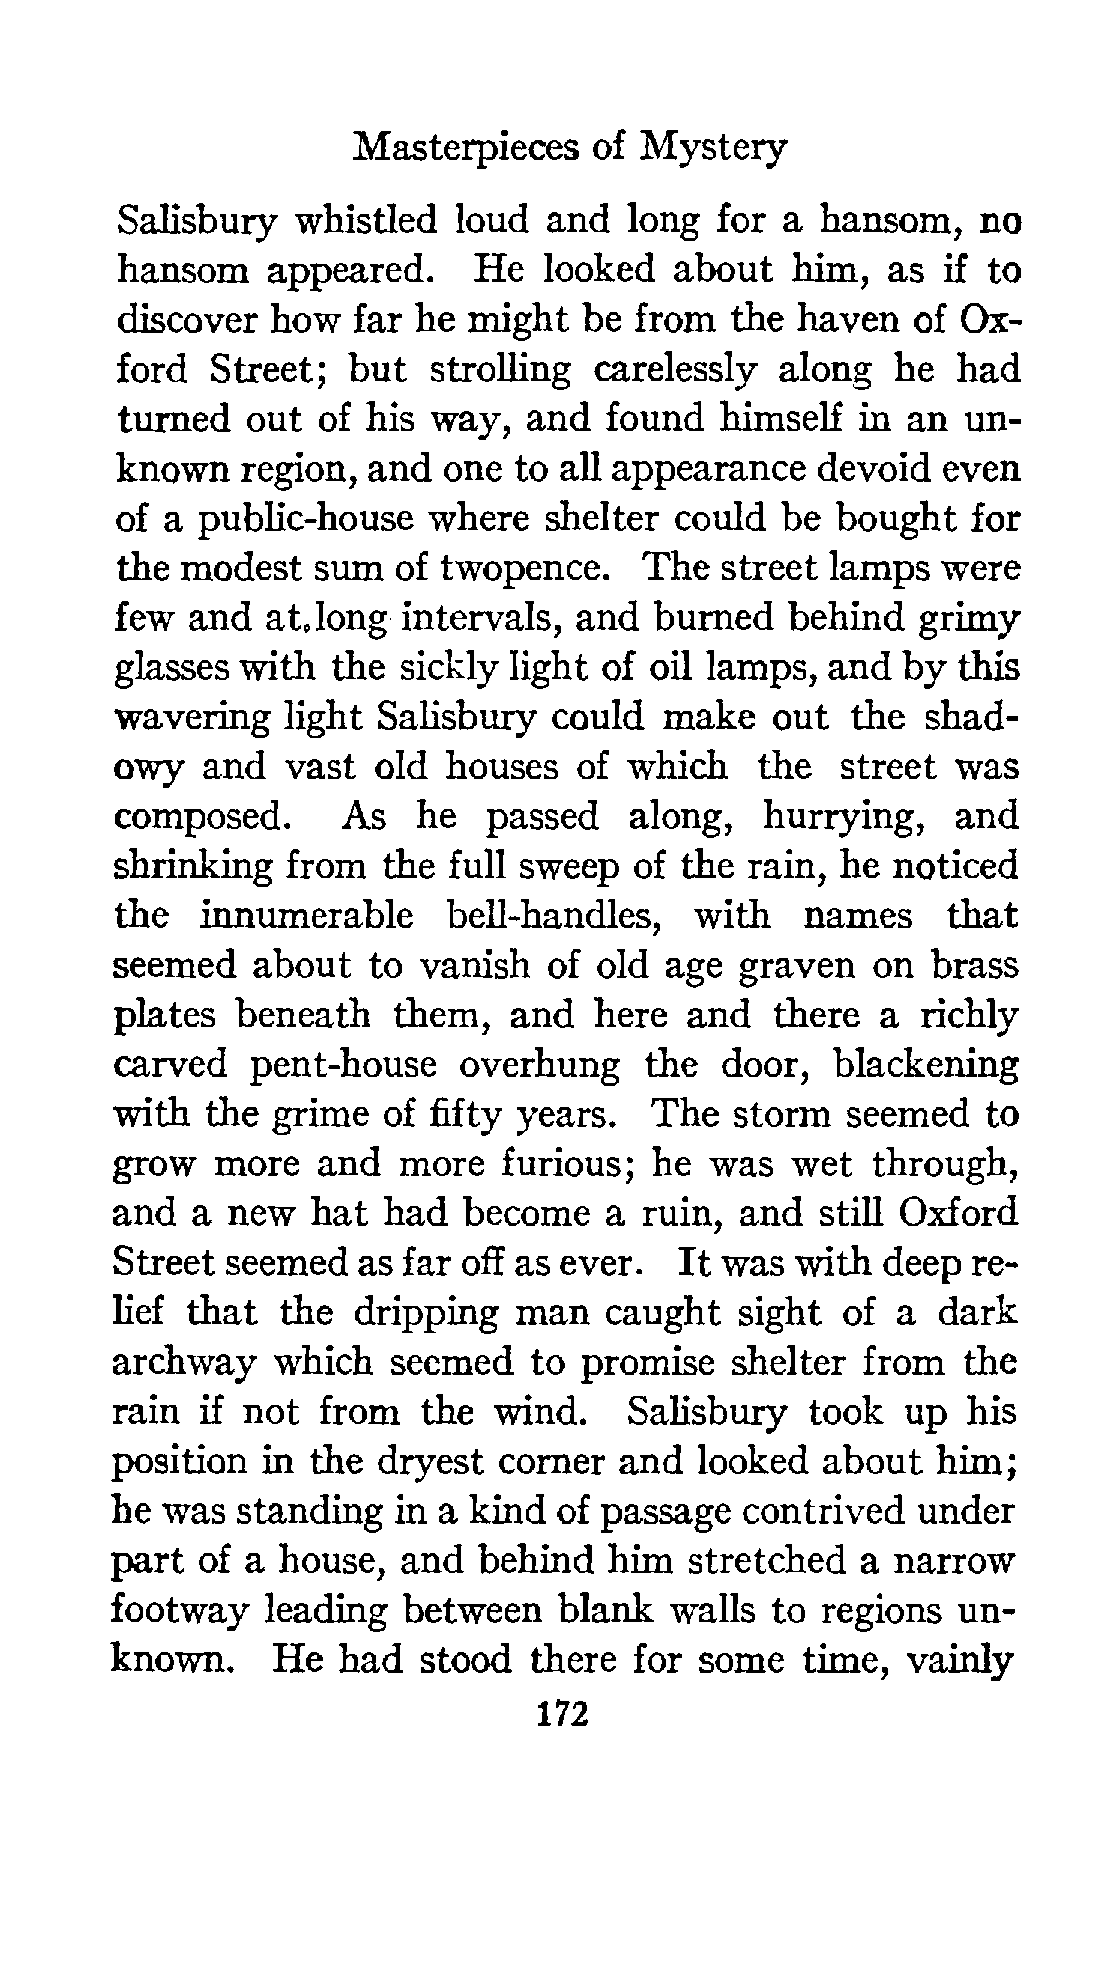 Masterpieces of Mystery
Salisbury whistled loud and long for a hansom, no
hansom appeared. He looked about him, as if to
discover how far he might be from the haven of Ox-
ford Street; but strolling carelessly along he had
turned out of his way, and found himself in an un-
known region, and one to all appearance devoid even
of a public-house where shelter could be bought for
the modest sum of twopence. The street lamps were
few and at long intervals, and burned behind grimy
glasses with the sickly light of oil lamps, and by this
wavering light Salisbury could make out the shad-
owy and vast old houses of which the street was
composed. As he passed along, hurrying, and
shrinking from the full sweep of the rain, he noticed
the innumerable bell-handles, with names that
seemed about to vanish of old age graven on brass
plates beneath them, and here and there a richly
carved pent-house overhung the door, blackening
with the grime of fifty years. The storm seemed to
grow more and more furious; he was wet through,
and a new hat had become a ruin, and still Oxford
Street seemed as far off as ever. It was with deep re-
lief that the dripping man caught sight of a dark
archway which seemed to promise shelter from the
rain if not from the wind. Salisbury took up his
position in the dryest corner and looked about him;
he was standing in a kind of passage contrived under
part of a house, and behind him stretched a narrow
footway leading between blank walls to regions un-
known. He had stood there for some time, vainly
172